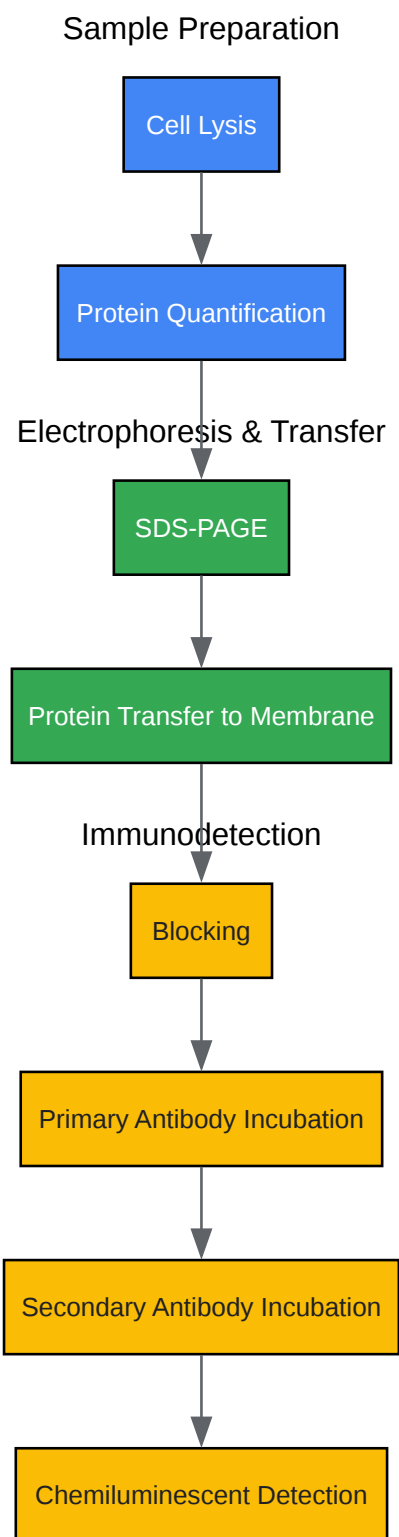 Sample Preparation
Cell Lysis
Protein Quantification
Electrophoresis & Transfer
SDS-PAGE
Protein Transfer to Membrane
Immunodetection
Blocking
Primary Antibody Incubation
Secondary Antibody Incubation
Chemiluminescent Detection